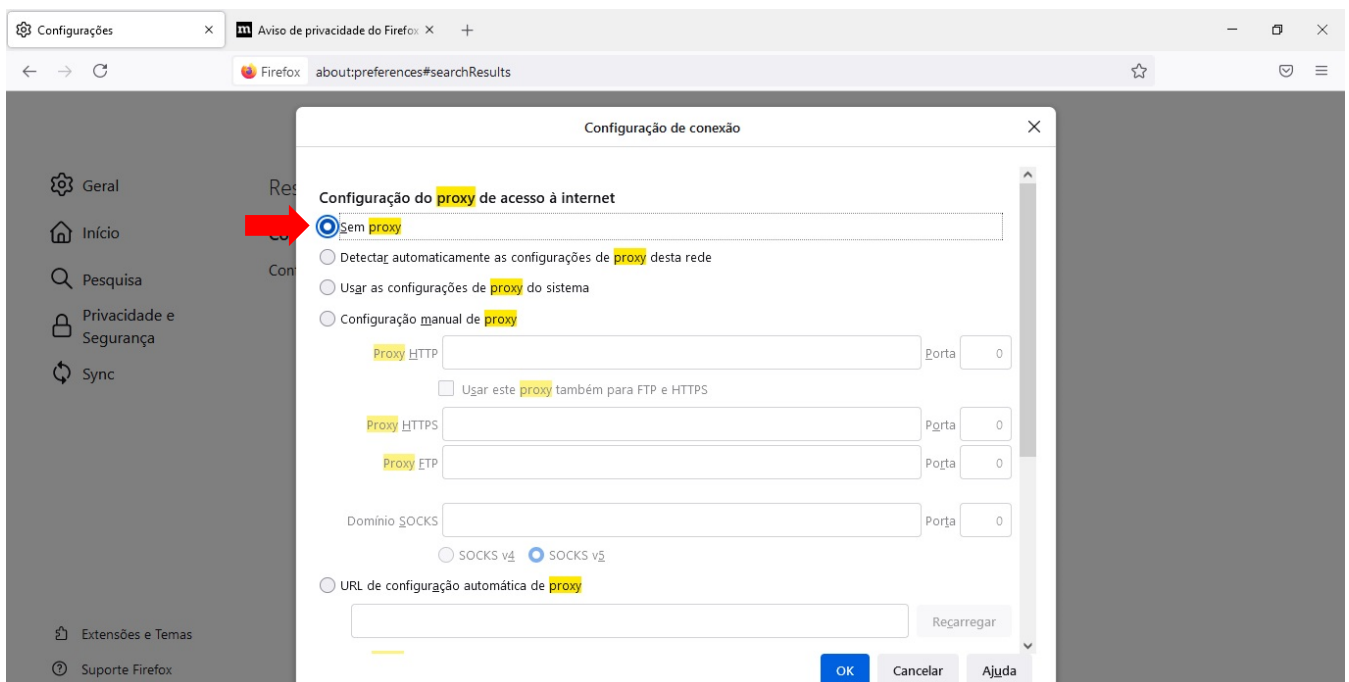 Configurações
Aviso de privacidade do Firefox
Firefox about:preferences#searchResults
Configuração de conexão
Geral
Início
Pesquisa
Privacidade e
Segurança
Sync
Extensões e Temas
Suporte Firefox
Configuração do proxy de acesso à internet
Sem proxy
Detectar automaticamente as configurações de proxy desta rede
Usar as configurações de proxy do sistema
Configuração manual de proxy
Proxy HTTP Porta 0
Usar este proxy também para FTP e HTTPS
Proxy HTTPS Porta 0
Proxy FTP Porta 0
Domínio SOCKS Porta 0
SOCKS v4 SOCKS v5
URL de configuração automática de proxy
Recarregar
OK Cancelar Ajuda